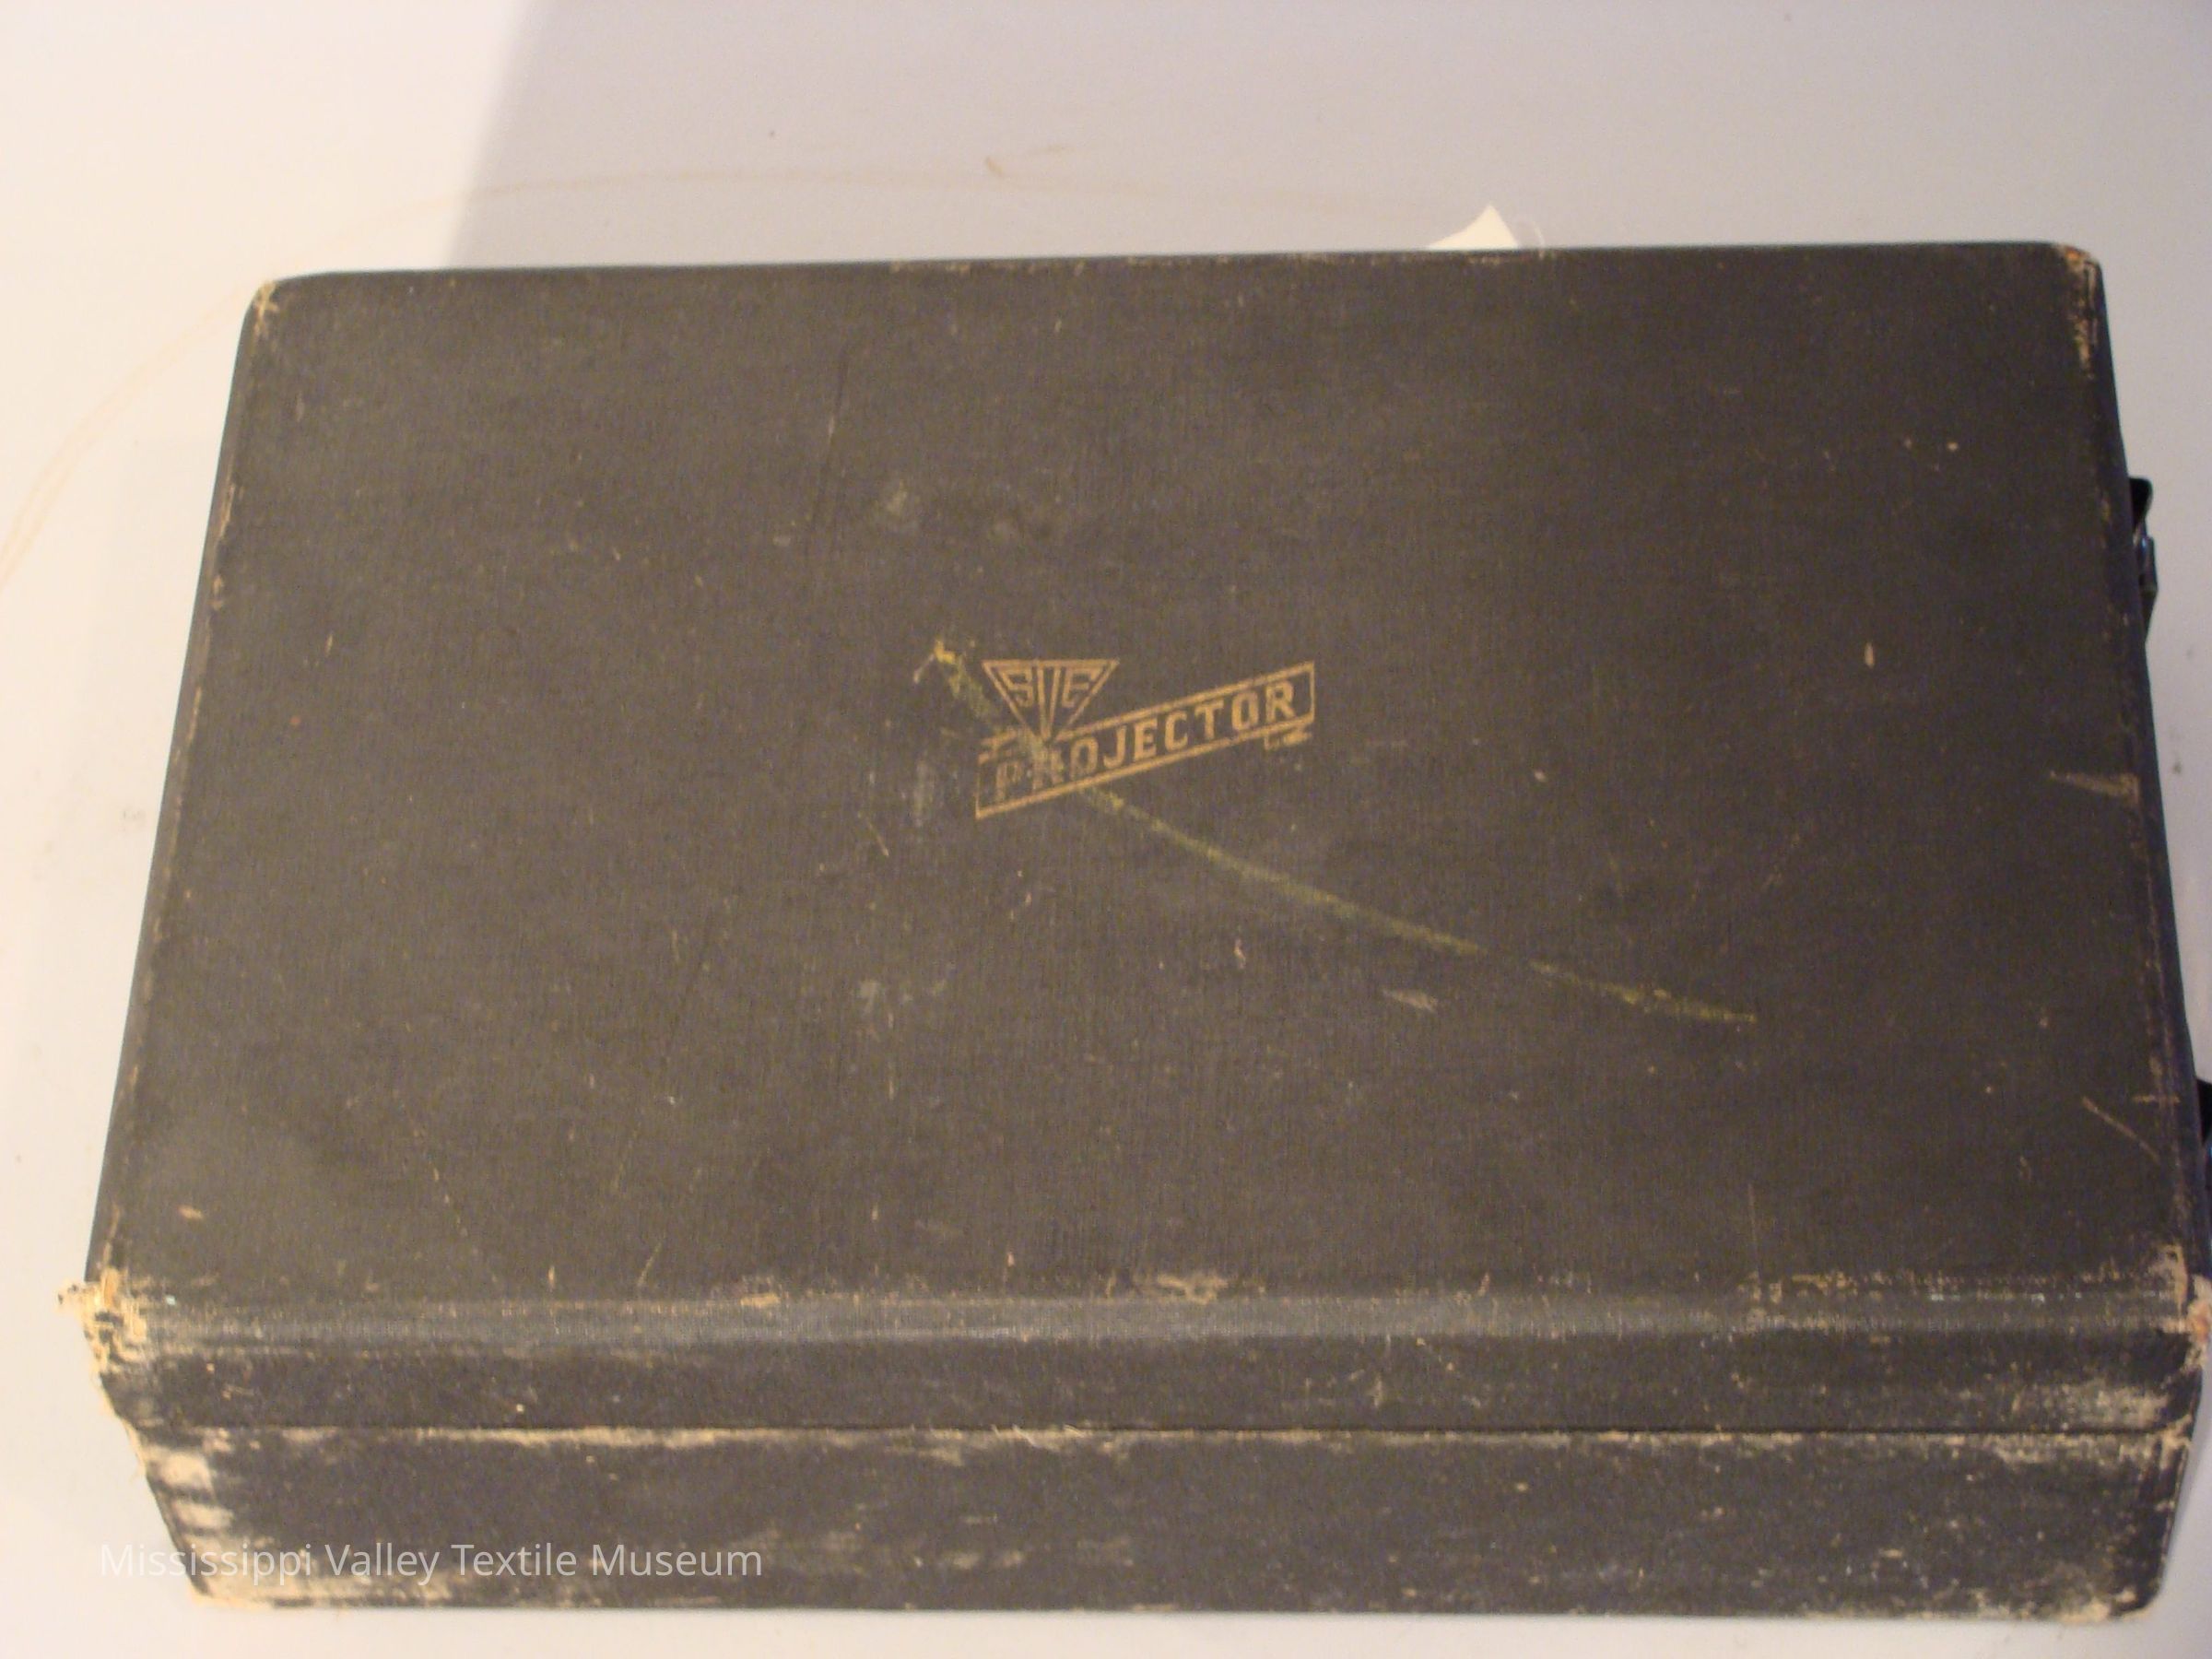 SVE
PROJECTOR
Mississippi Valley Textile Museum